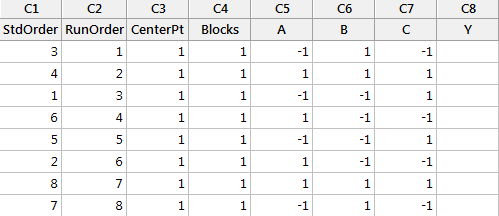 C1 C2 C3 C4 C5 C6 C7 C8
StdOrder RunOrder CenterPt Blocks A B C Y
3 1 1 1 -1 1 -1
4 2 1 1 1 1 1
1 3 1 1 -1 -1 1
6 4 1 1 1 -1 -1
5 5 1 1 -1 -1 1
2 6 1 1 1 -1 -1
8 7 1 1 1 1 1
7 8 1 1 -1 1 -1